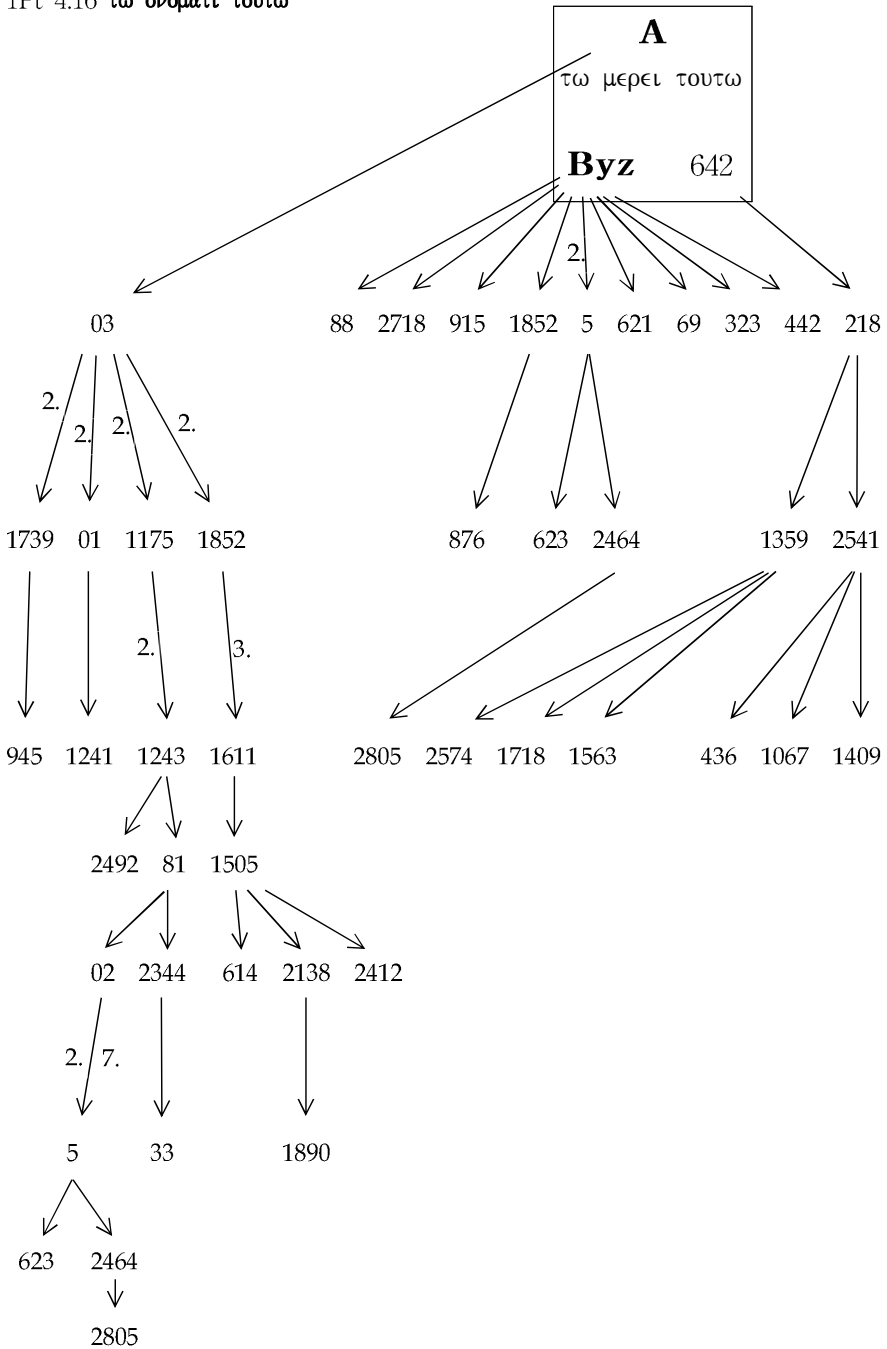 1Pt 4.16 τω ονοματι τουτω
A
τω μερει τουτω
Byz 642
2.
03 88 2718 915 1852 5 621 69 323 442 218
2. 2. 2. 2.
1739 01 1175 1852 876 623 2464 1359 2541
2. 3.
945 1241 1243 1611 2805 2574 1718 1563 436 1067 1409
2492 81 1505
02 2344 614 2138 2412
2. 7.
5 33 1890
623 2464
2805